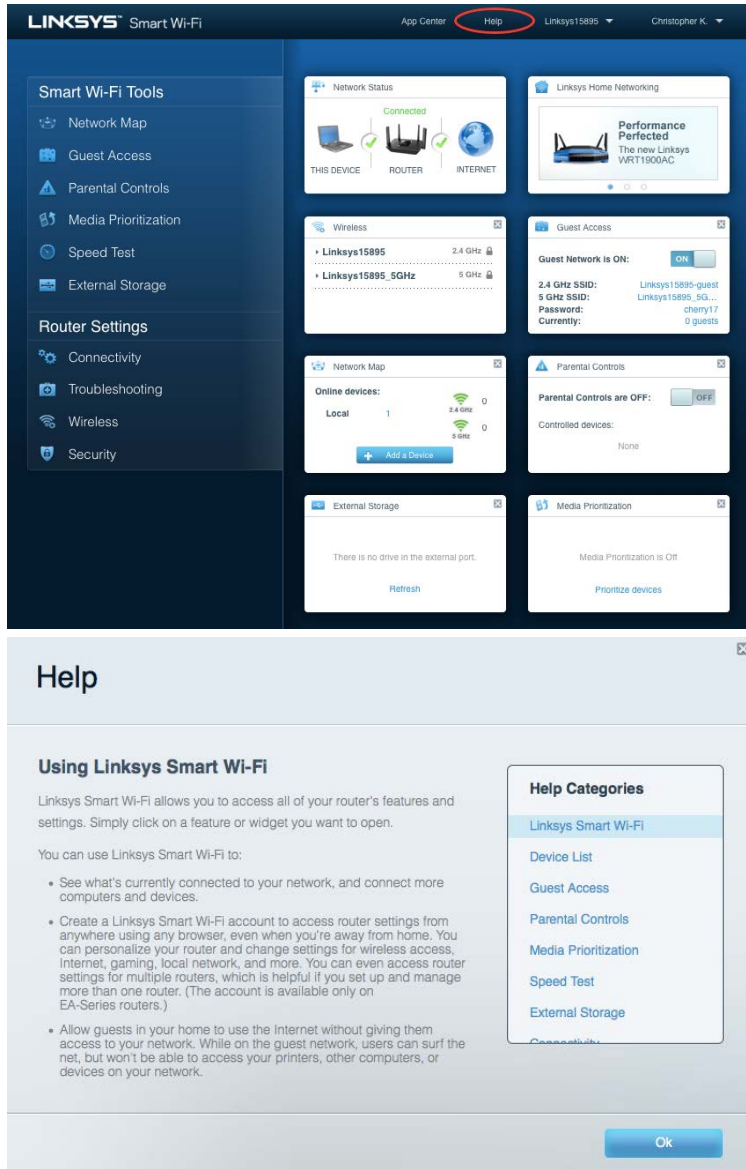 LINKSYS™ Smart Wi-Fi
App Center
Help
Linksys15895
Christopher K.
Smart Wi-Fi Tools
Network Map
Guest Access
Parental Controls
Media Prioritization
Speed Test
External Storage
Router Settings
Connectivity
Troubleshooting
Wireless
Security
Network Status
Connected
THIS DEVICE ROUTER INTERNET
Linksys Home Networking
Performance
Perfected
The new Linksys
WRT1900AC
Wireless
Linksys15895 2.4 GHz
Linksys15895_5GHz 5 GHz
Guest Access
Guest Network is ON: ON
2.4 GHz SSID: Linksys15895-guest
5 GHz SSID: Linksys15895_5G...
Password: cherry17
Currently: 0 guests
Network Map
Online devices:
Local 1
0
2.4 GHz
0
5 GHz
+ Add a Device
Parental Controls
Parental Controls are OFF: OFF
Controlled devices:
None
External Storage
There is no drive in the external port.
Refresh
Media Prioritization
Media Prioritization is Off
Prioritize devices
Help
Using Linksys Smart Wi-Fi
Linksys Smart Wi-Fi allows you to access all of your router's features and
settings. Simply click on a feature or widget you want to open.
You can use Linksys Smart Wi-Fi to:
• See what's currently connected to your network, and connect more
computers and devices.
• Create a Linksys Smart Wi-Fi account to access router settings from
anywhere using any browser, even when you're away from home. You
can personalize your router and change settings for wireless access,
Internet, gaming, local network, and more. You can even access router
settings for multiple routers, which is helpful if you set up and manage
more than one router. (The account is available only on
EA-Series routers.)
• Allow guests in your home to use the Internet without giving them
access to your network. While on the guest network, users can surf the
net, but won't be able to access your printers, other computers, or
devices on your network.
Help Categories
Linksys Smart Wi-Fi
Device List
Guest Access
Parental Controls
Media Prioritization
Speed Test
External Storage
Connectivity
Ok